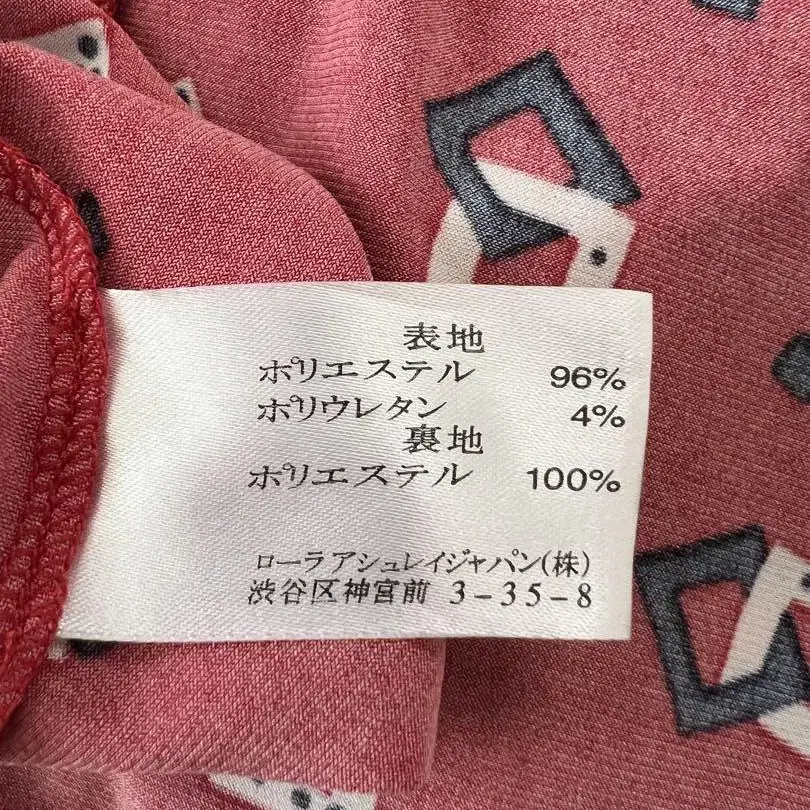 表地
ポリエステル 96%
ポリウレタン 4%
裏地
ポリエステル 100%
ローラアシュレイジャパン(株)
渋谷区神宮前 3-35-8